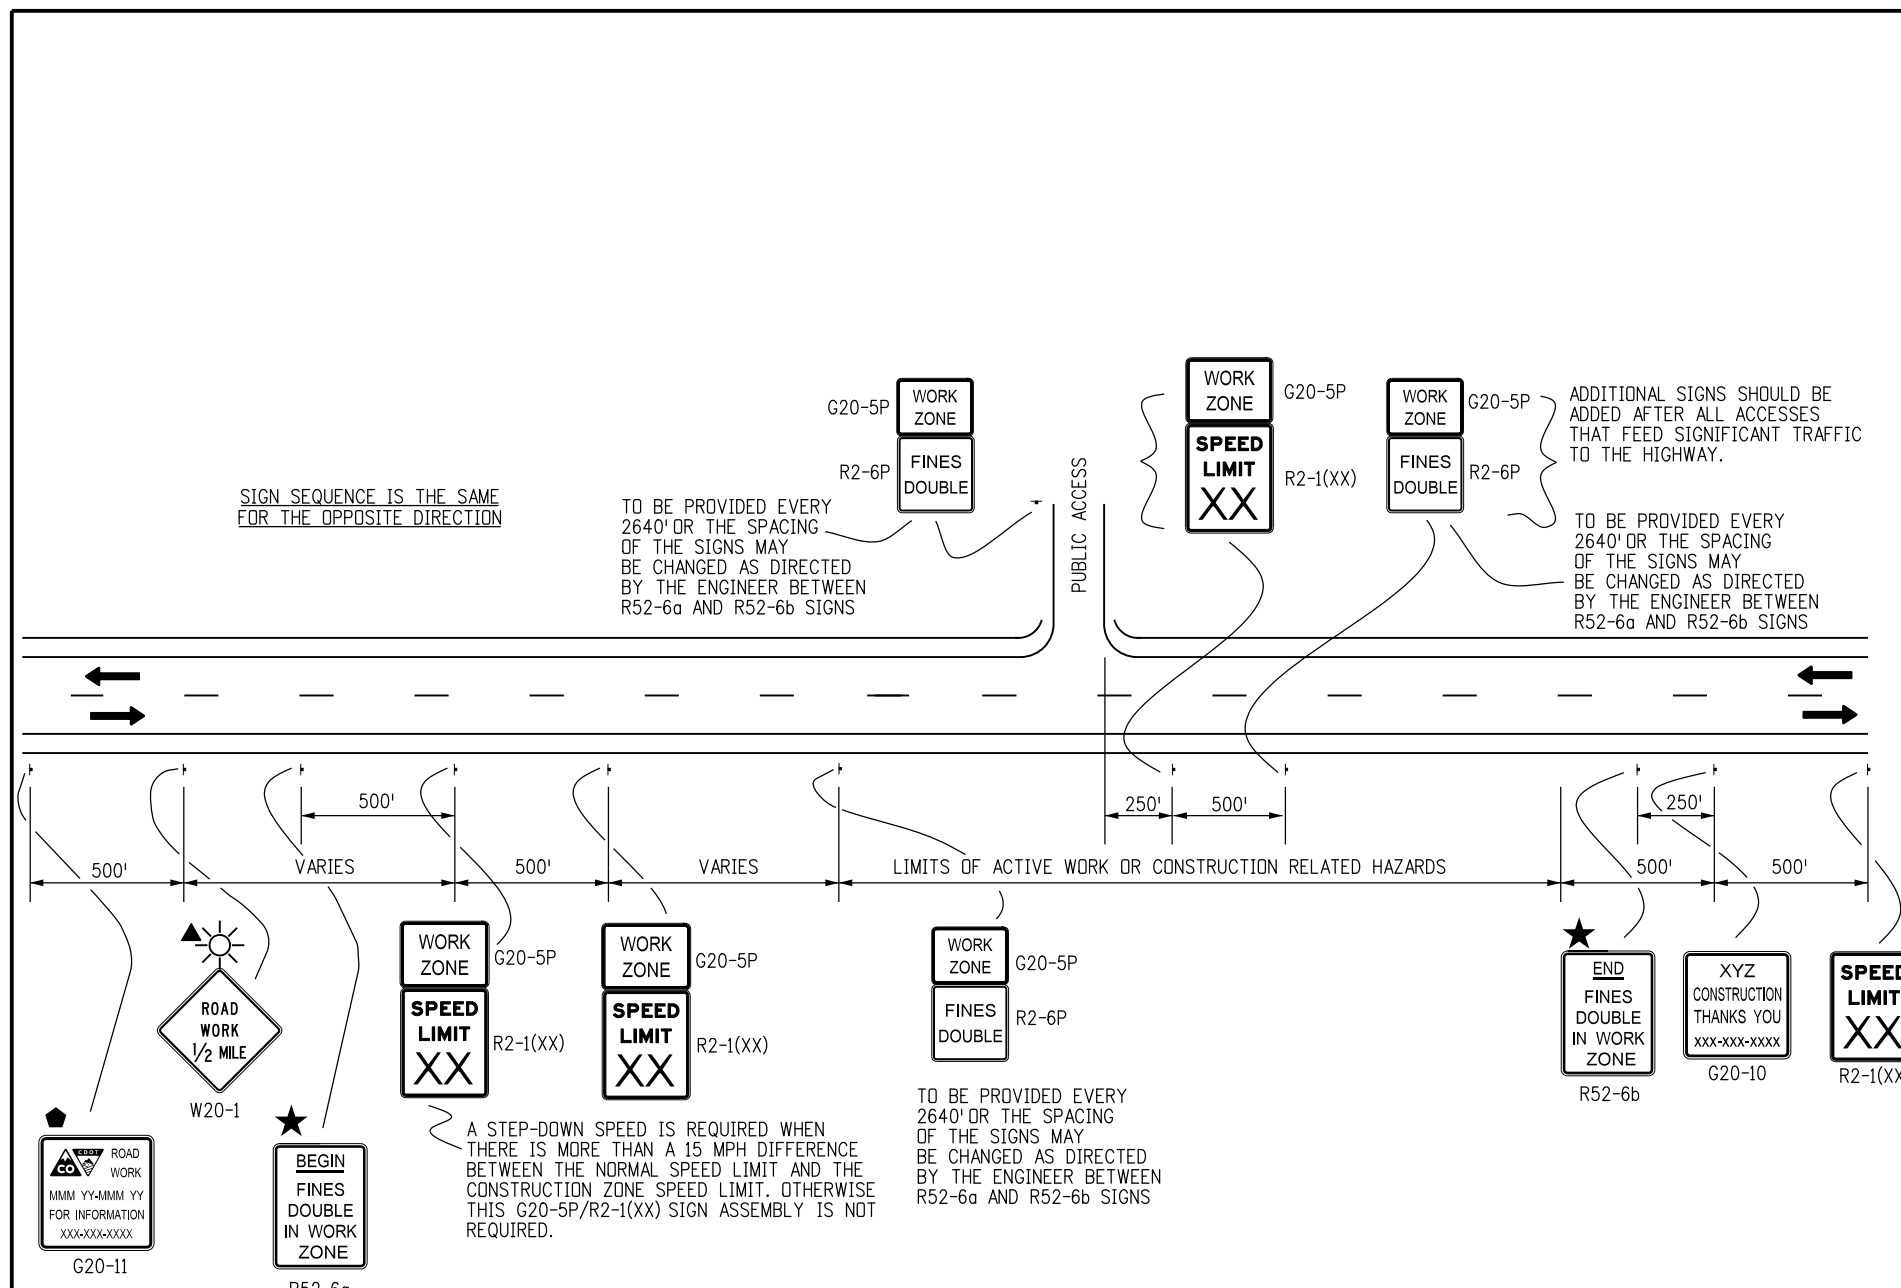 WORK
ZONE
G20-5P
FINES
DOUBLE
R2-6P
TO BE PROVIDED EVERY
2640' OR THE SPACING
OF THE SIGNS MAY
BE CHANGED AS DIRECTED
BY THE ENGINEER BETWEEN
R52-6a AND R52-6b SIGNS
SIGN SEQUENCE IS THE SAME
FOR THE OPPOSITE DIRECTION
PUBLIC ACCESS
WORK
ZONE
G20-5P
SPEED
LIMIT
XX
R2-1(XX)
WORK
ZONE
G20-5P
FINES
DOUBLE
R2-6P
ADDITIONAL SIGNS SHOULD BE
ADDED AFTER ALL ACCESSES
THAT FEED SIGNIFICANT TRAFFIC
TO THE HIGHWAY.
TO BE PROVIDED EVERY
2640' OR THE SPACING
OF THE SIGNS MAY
BE CHANGED AS DIRECTED
BY THE ENGINEER BETWEEN
R52-6a AND R52-6b SIGNS
500'
250'
500'
250'
500'
VARIES
500'
VARIES
LIMITS OF ACTIVE WORK OR CONSTRUCTION RELATED HAZARDS
500'
500'
ROAD
WORK
1/2 MILE
W20-1
CO
CDOT
ROAD
WORK
MMM YY-MMM YY
FOR INFORMATION
XXX-XXX-XXXX
G20-11
BEGIN
FINES
DOUBLE
IN WORK
ZONE
R52-6a
WORK
ZONE
G20-5P
SPEED
LIMIT
XX
R2-1(XX)
WORK
ZONE
G20-5P
SPEED
LIMIT
XX
R2-1(XX)
A STEP-DOWN SPEED IS REQUIRED WHEN
THERE IS MORE THAN A 15 MPH DIFFERENCE
BETWEEN THE NORMAL SPEED LIMIT AND THE
CONSTRUCTION ZONE SPEED LIMIT. OTHERWISE
THIS G20-5P/R2-1(XX) SIGN ASSEMBLY IS NOT
REQUIRED.
WORK
ZONE
G20-5P
FINES
DOUBLE
R2-6P
TO BE PROVIDED EVERY
2640' OR THE SPACING
OF THE SIGNS MAY
BE CHANGED AS DIRECTED
BY THE ENGINEER BETWEEN
R52-6a AND R52-6b SIGNS
END
FINES
DOUBLE
IN WORK
ZONE
R52-6b
XYZ
CONSTRUCTION
THANKS YOU
xxx-xxx-xxxx
G20-10
SPEED
LIMIT
XX
R2-1(XX